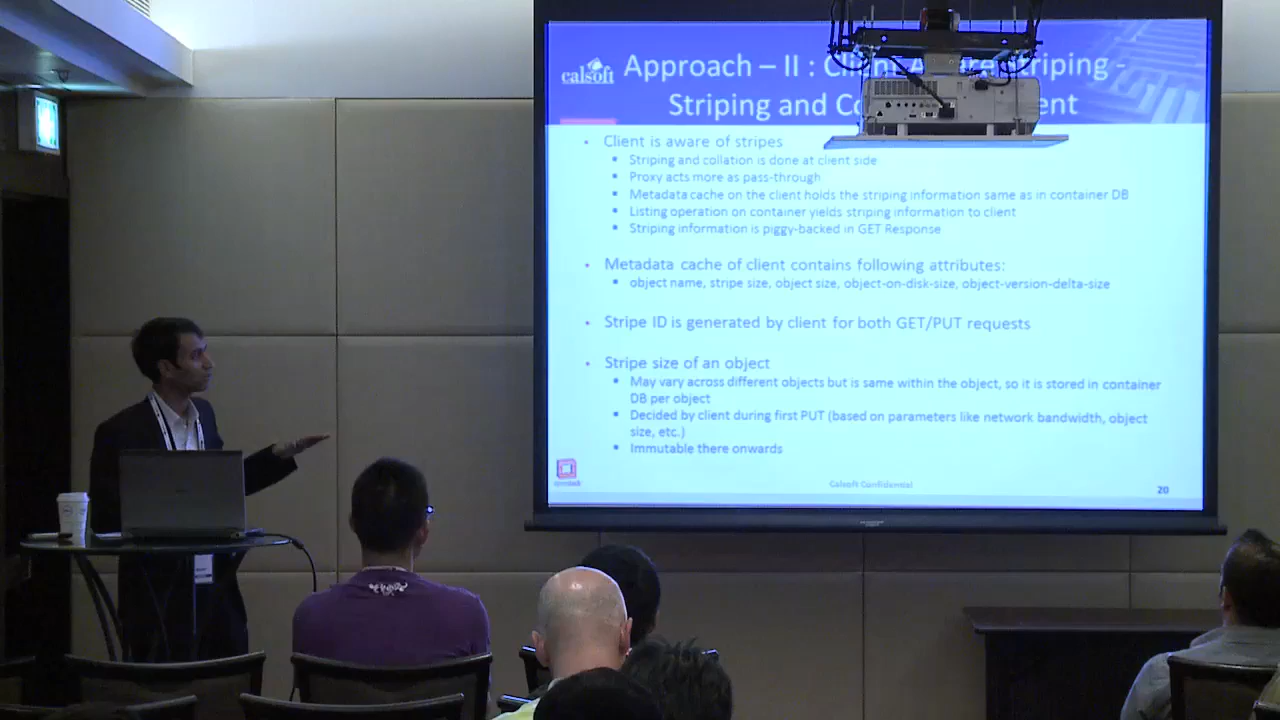 calsoft
Approach – II : Striping -
Striping and
• Client is aware of stripes
▪ Striping and collation is done at client side
▪ Proxy acts more as pass-through
▪ Metadata cache on the client holds the striping information same as in container DB
▪ Listing operation on container yields striping information to client
▪ Striping information is piggy-backed in GET Response
• Metadata cache of client contains following attributes:
▪ object name, stripe size, object size, object-on-disk-size, object-version-delta-size
• Stripe ID is generated by client for both GET/PUT requests
• Stripe size of an object
▪ May vary across different objects but is same within the object, so it is stored in container
DB per object
▪ Decided by client during first PUT (based on parameters like network bandwidth, object
size, etc.)
▪ Immutable there onwards
Calsoft Confidential
20